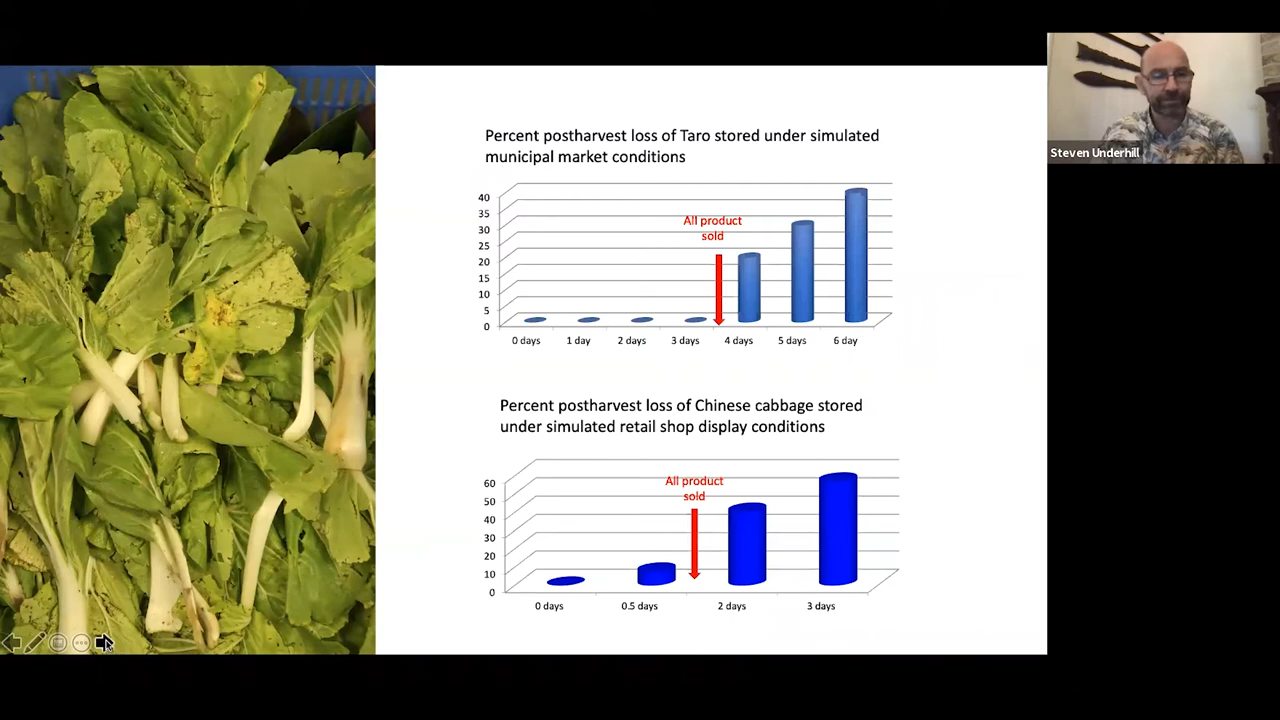 Percent postharvest loss of Taro stored under simulated
municipal market conditions
40
35
30
25
20
15
10
5
0
All product
sold
0 days
1 day
2 days
3 days
4 days
5 days
6 day
Percent postharvest loss of Chinese cabbage stored
under simulated retail shop display conditions
60
50
40
30
20
10
0
All product
sold
0 days
0.5 days
2 days
3 days
Steven Underhill